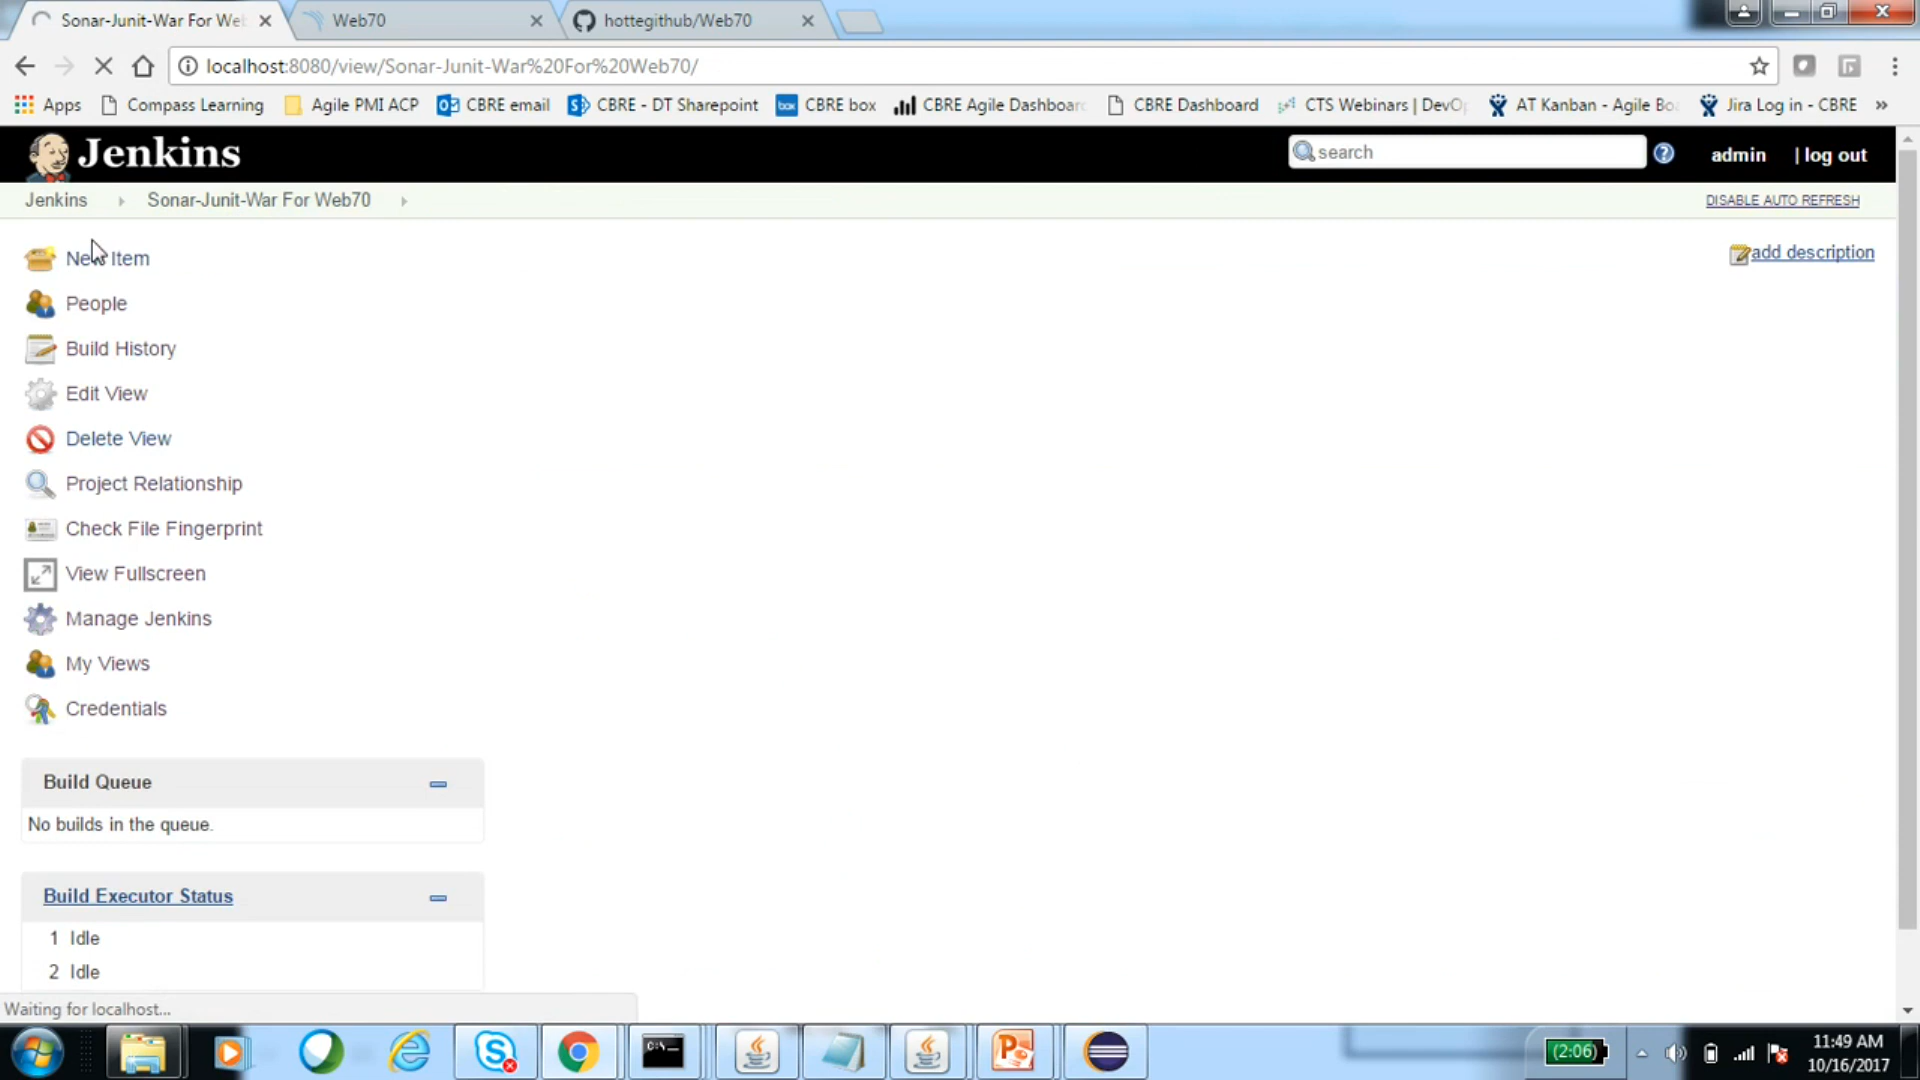 Sonar-Junit-War For We
Web70
hottegithub/Web70
localhost:8080/view/Sonar-Junit-War%20For%20Web70/
Apps
Compass Learning
Agile PMI ACP
CBRE email
CBRE - DT Sharepoint
box
CBRE box
CBRE Agile Dashboar
CBRE Dashboard
CTS Webinars | DevO
AT Kanban - Agile Bo
Jira Log in - CBRE
»
Jenkins
search
admin
| log out
Jenkins
Sonar-Junit-War For Web70
DISABLE AUTO REFRESH
New Item
add description
People
Build History
Edit View
Delete View
Project Relationship
Check File Fingerprint
View Fullscreen
Manage Jenkins
My Views
Credentials
Build Queue
No builds in the queue.
Build Executor Status
1 Idle
2 Idle
Waiting for localhost...
(2:06)
11:49 AM
10/16/2017